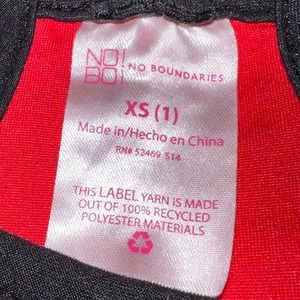 NO!
BO! NO BOUNDARIES
XS (1)
Made in/Hecho en China
RN# 52469 S14
THIS LABEL YARN IS MADE
OUT OF 100% RECYCLED
POLYESTER MATERIALS